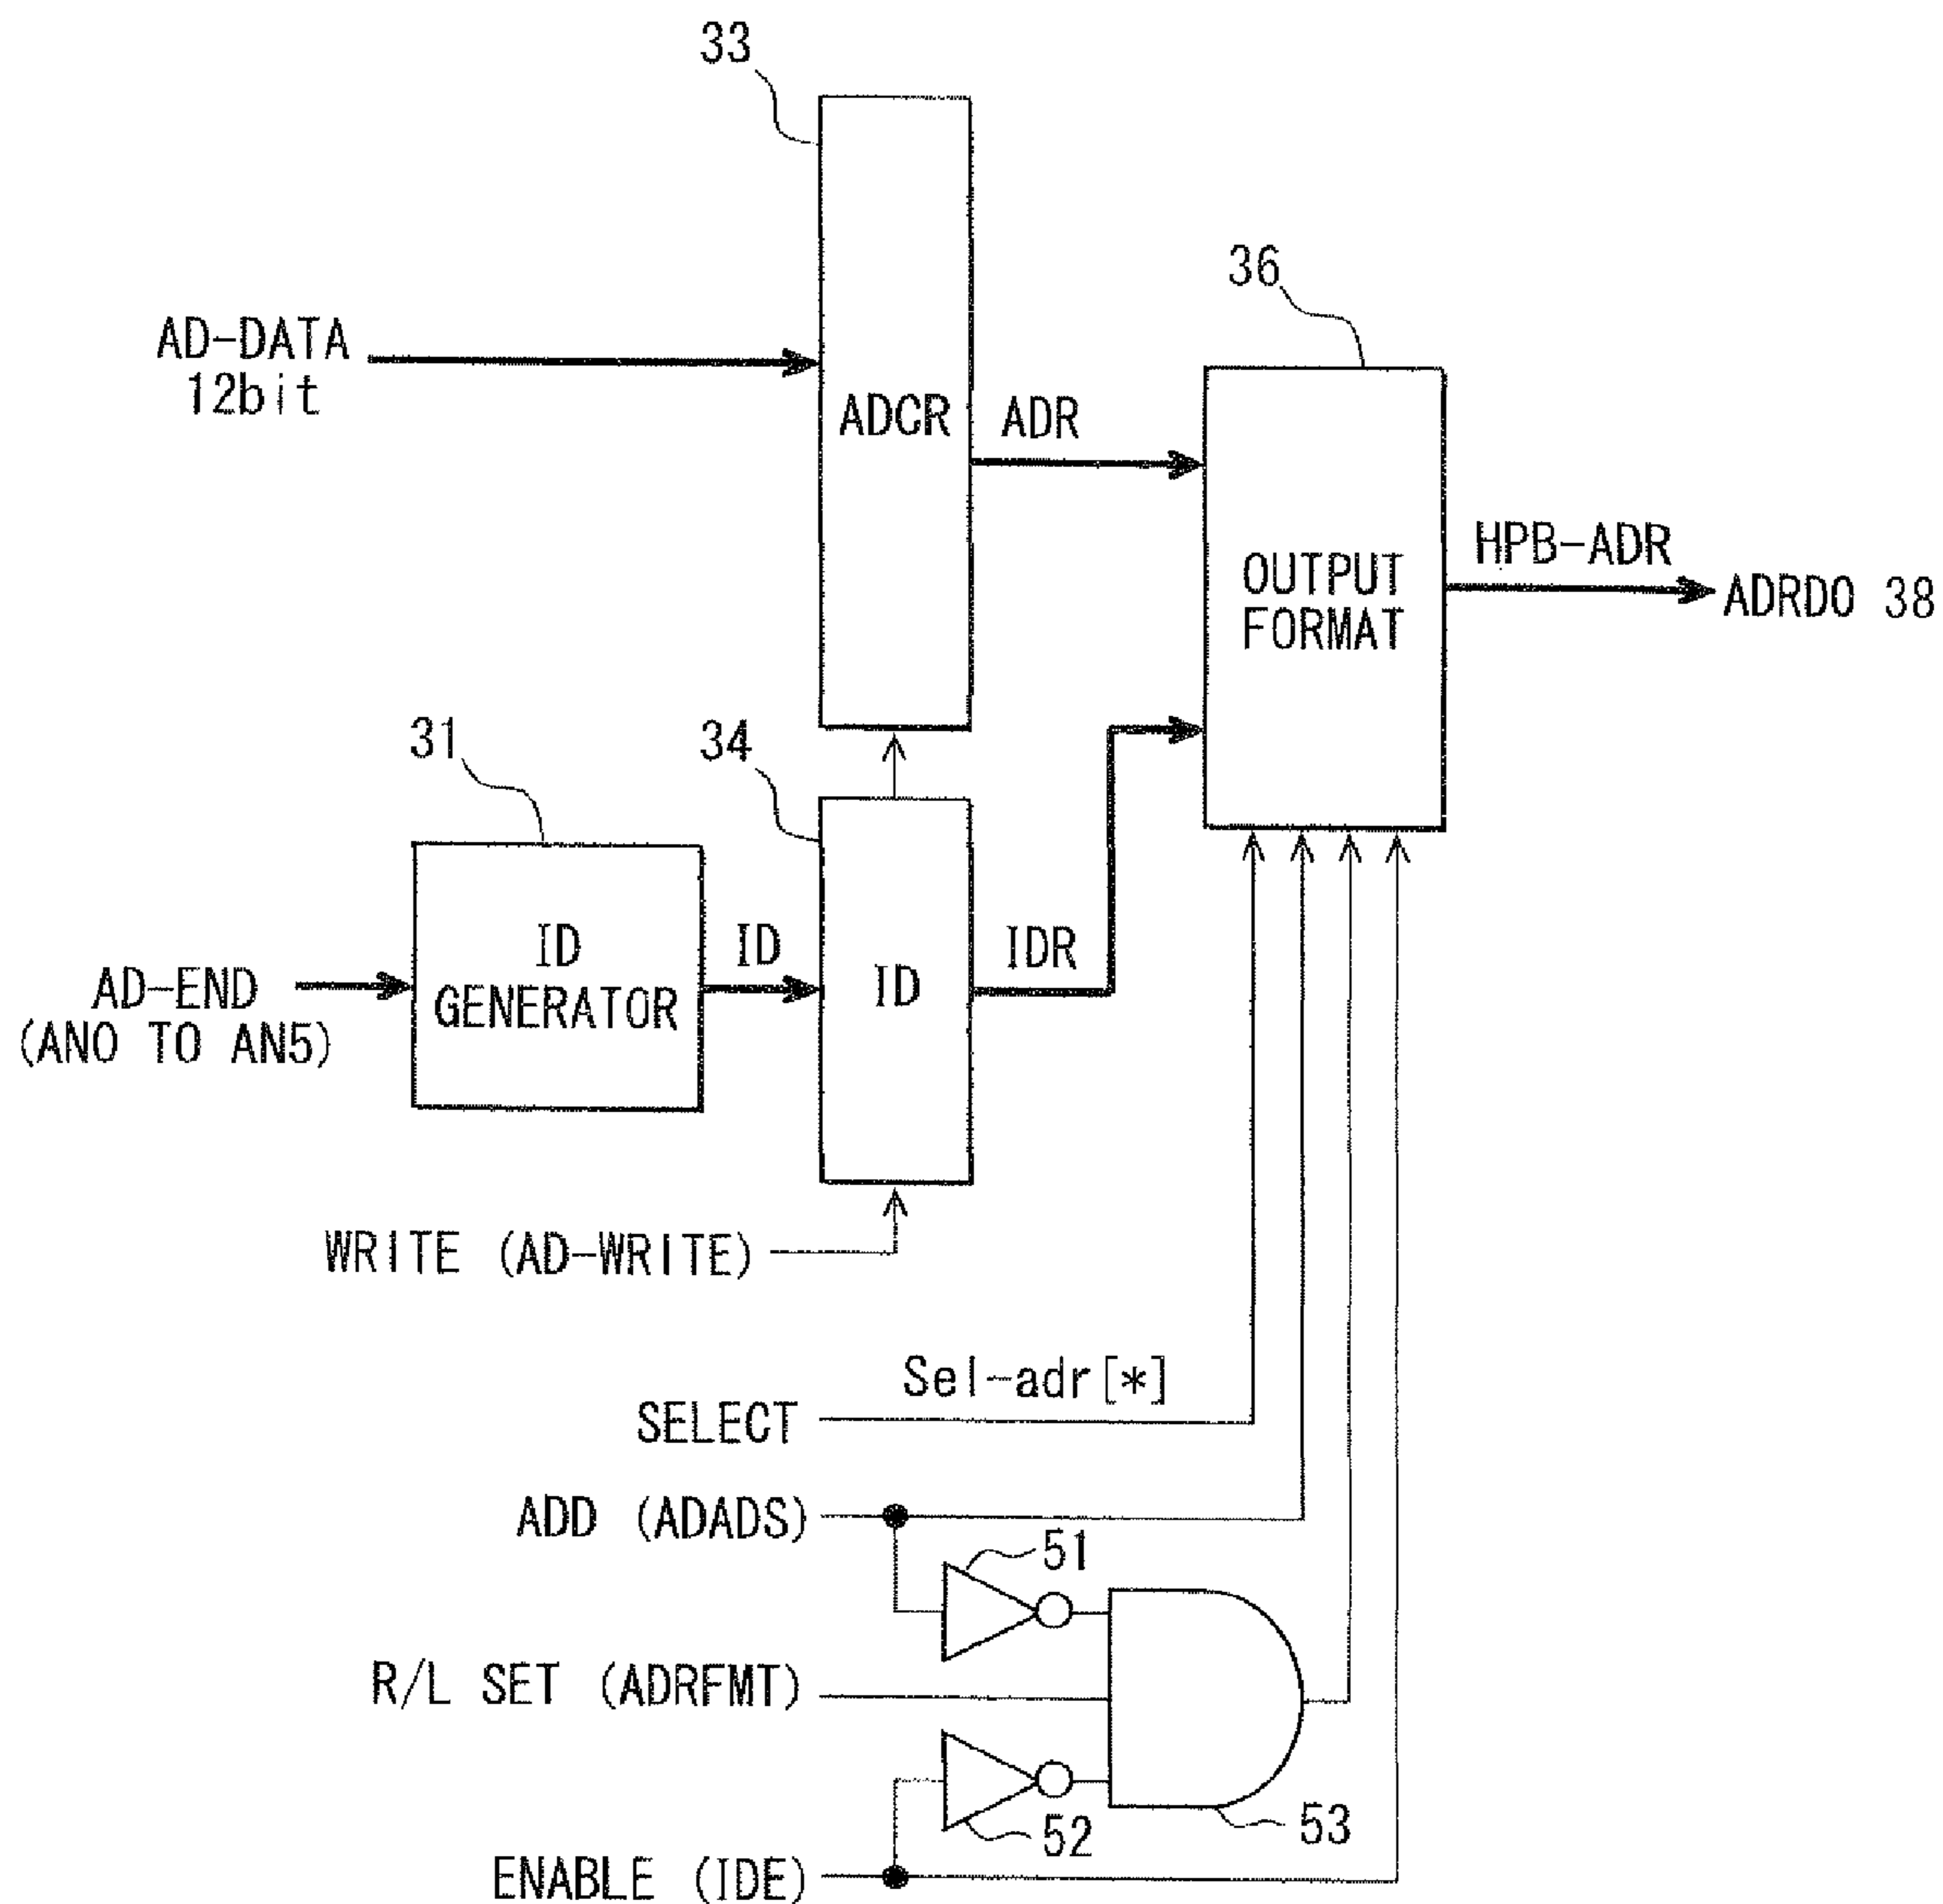 33
36
AD-DATA
12bit
ADCR
ADR
HPB-ADR
OUTPUT
FORMAT
ADRD0 38
31
34
ID
GENERATOR
ID
ID
IDR
AD-END
(AN0 TO AN5)
WRITE (AD-WRITE)
Sel-adr[*]
SELECT
ADD (ADADS)
51
R/L SET (ADRFMT)
52
53
ENABLE (IDE)